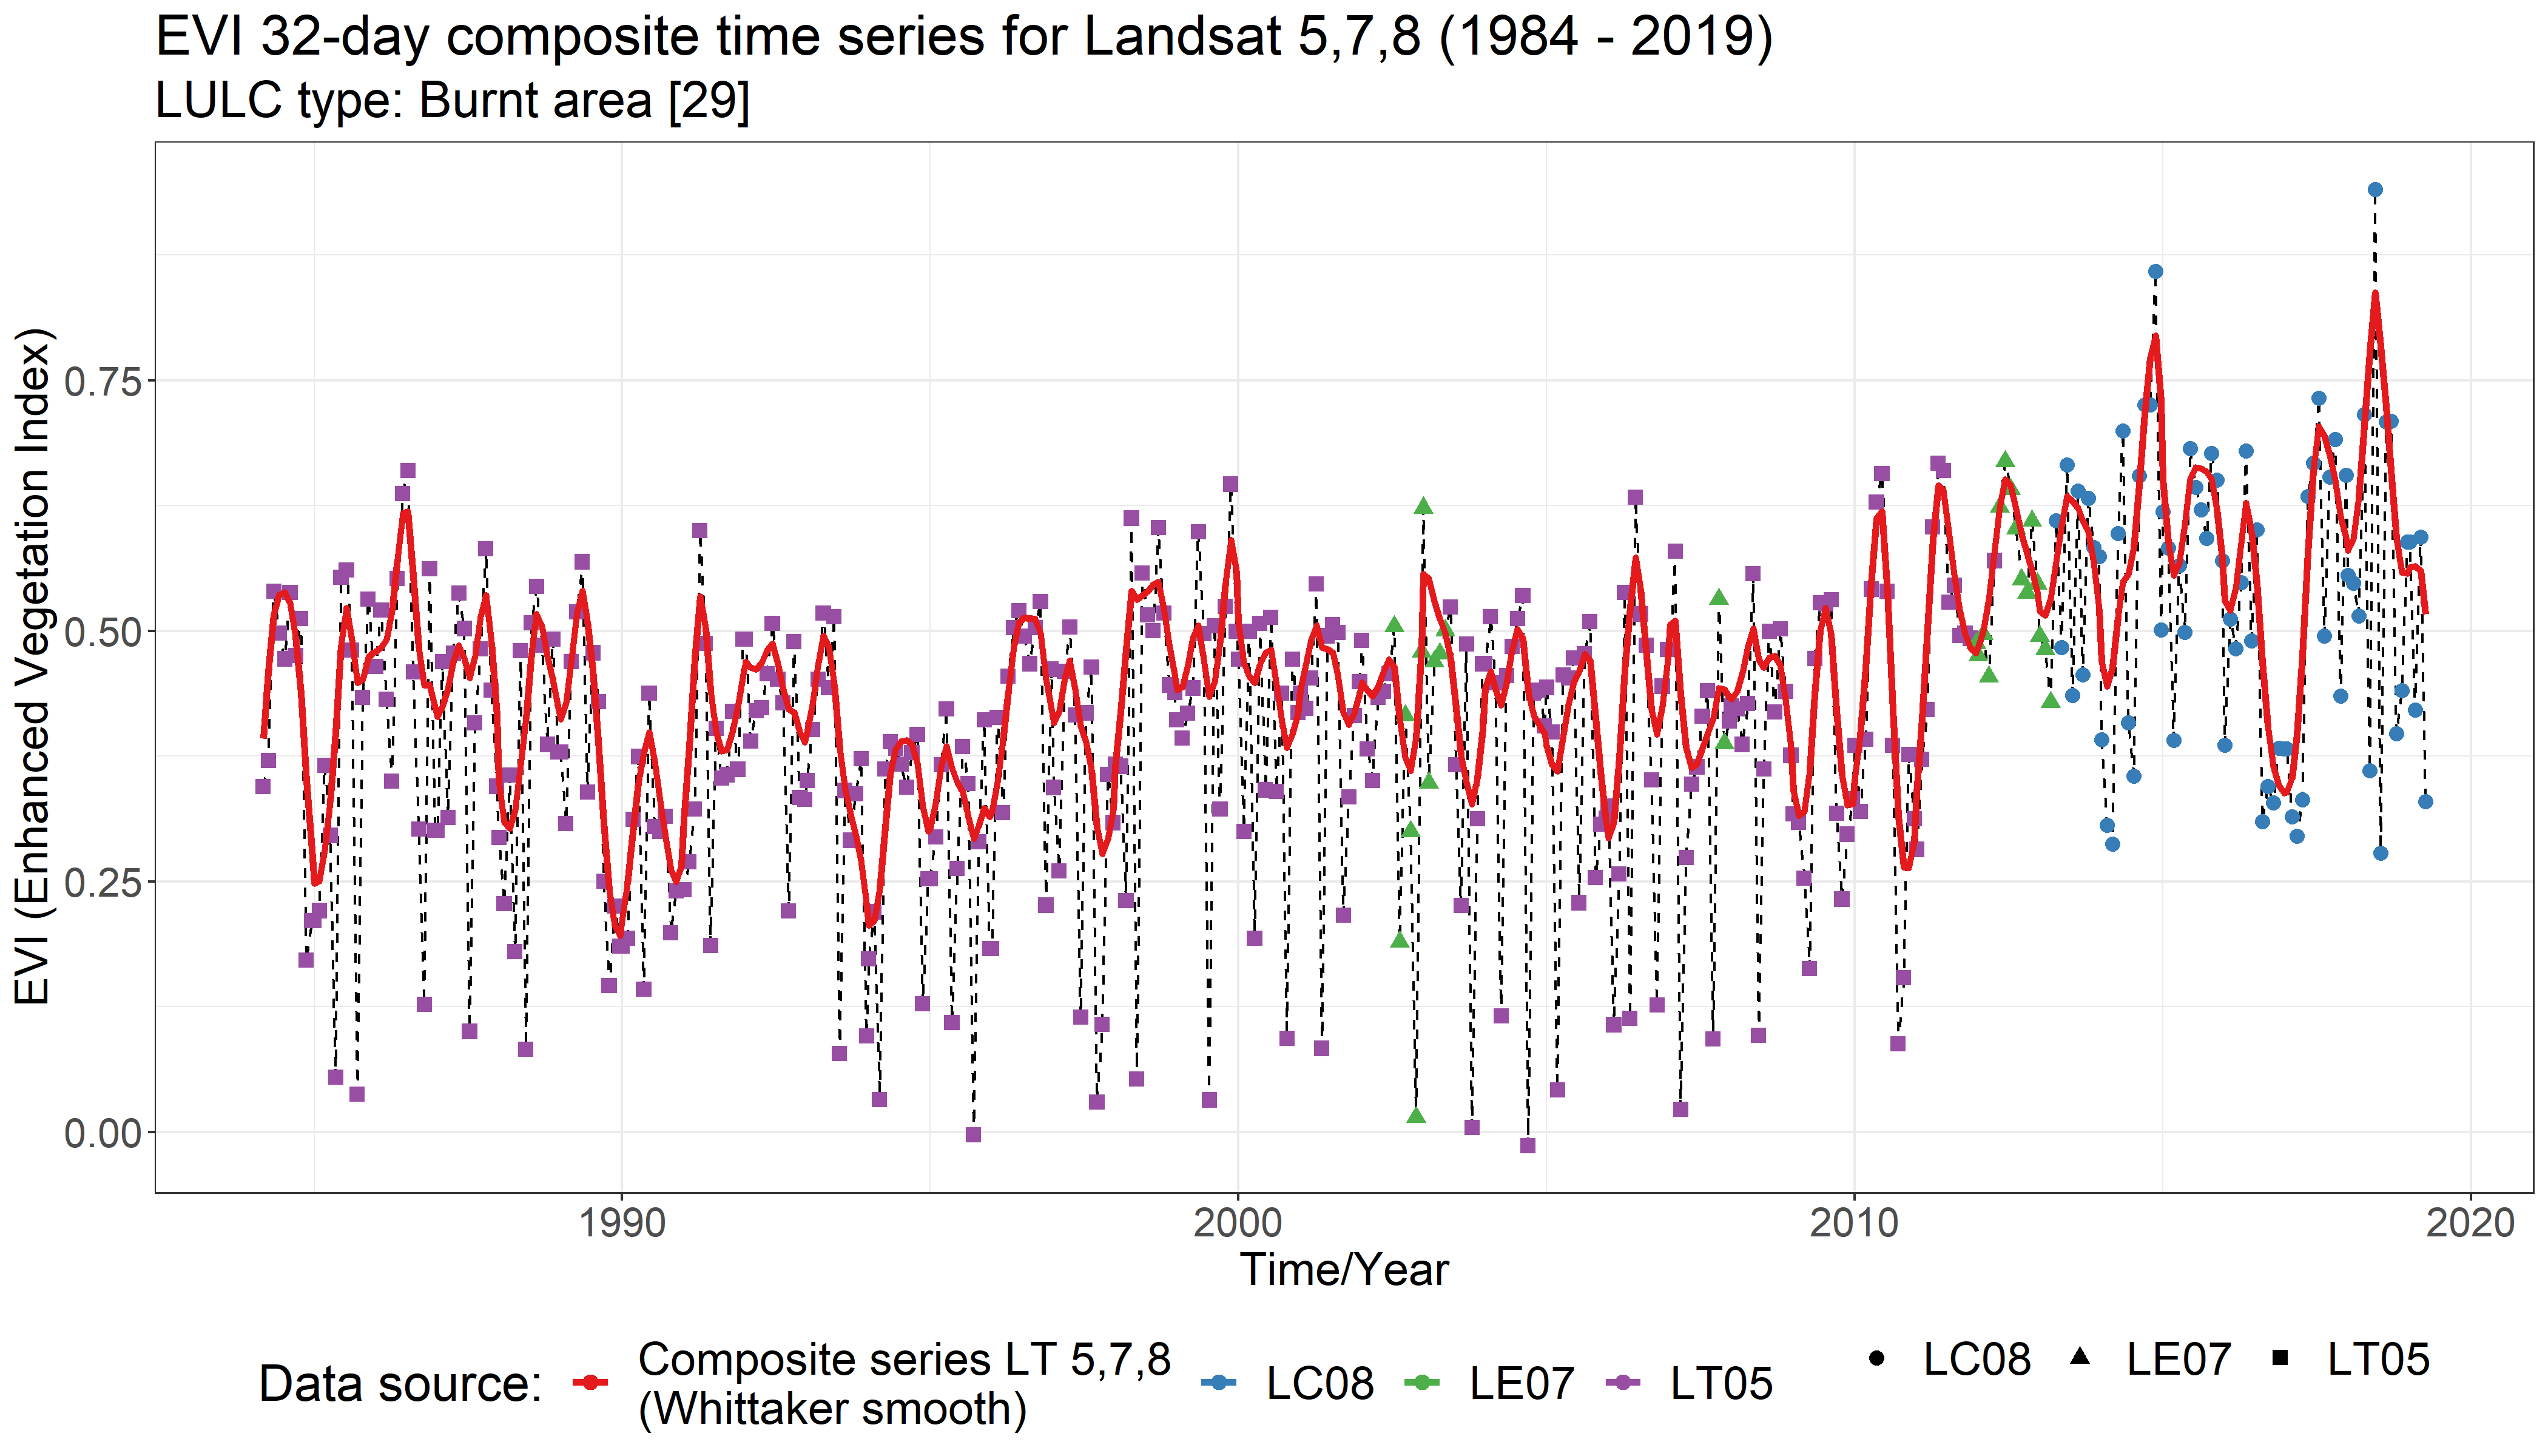 EVI 32-day composite time series for Landsat 5,7,8 (1984 - 2019)
LULC type: Burnt area [29]
EVI (Enhanced Vegetation Index)
0.75
0.50
0.25
0.00
1990 2000 2010 2020
Time/Year
Data source: Composite series LT 5,7,8
(Whittaker smooth)
LC08 LE07 LT05
LC08 LE07 LT05